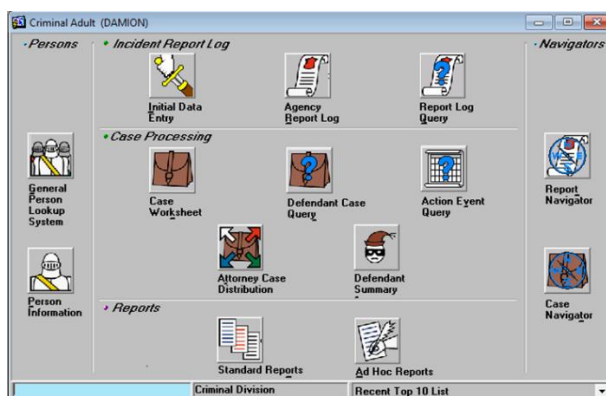 Criminal Adult (DAMION)
Persons
Incident Report Log
Navigators
Initial Data
Entry
Agency
Report Log
Report Log
Query
General
Person
Lookup
System
Person
Information
Case Processing
Case
Worksheet
Defendant Case
Query
Action Event
Query
Attorney Case
Distribution
Defendant
Summary
Reports
Standard Reports
Ad Hoc Reports
Report
Navigator
Case
Navigator
Criminal Division
Recent Top 10 List